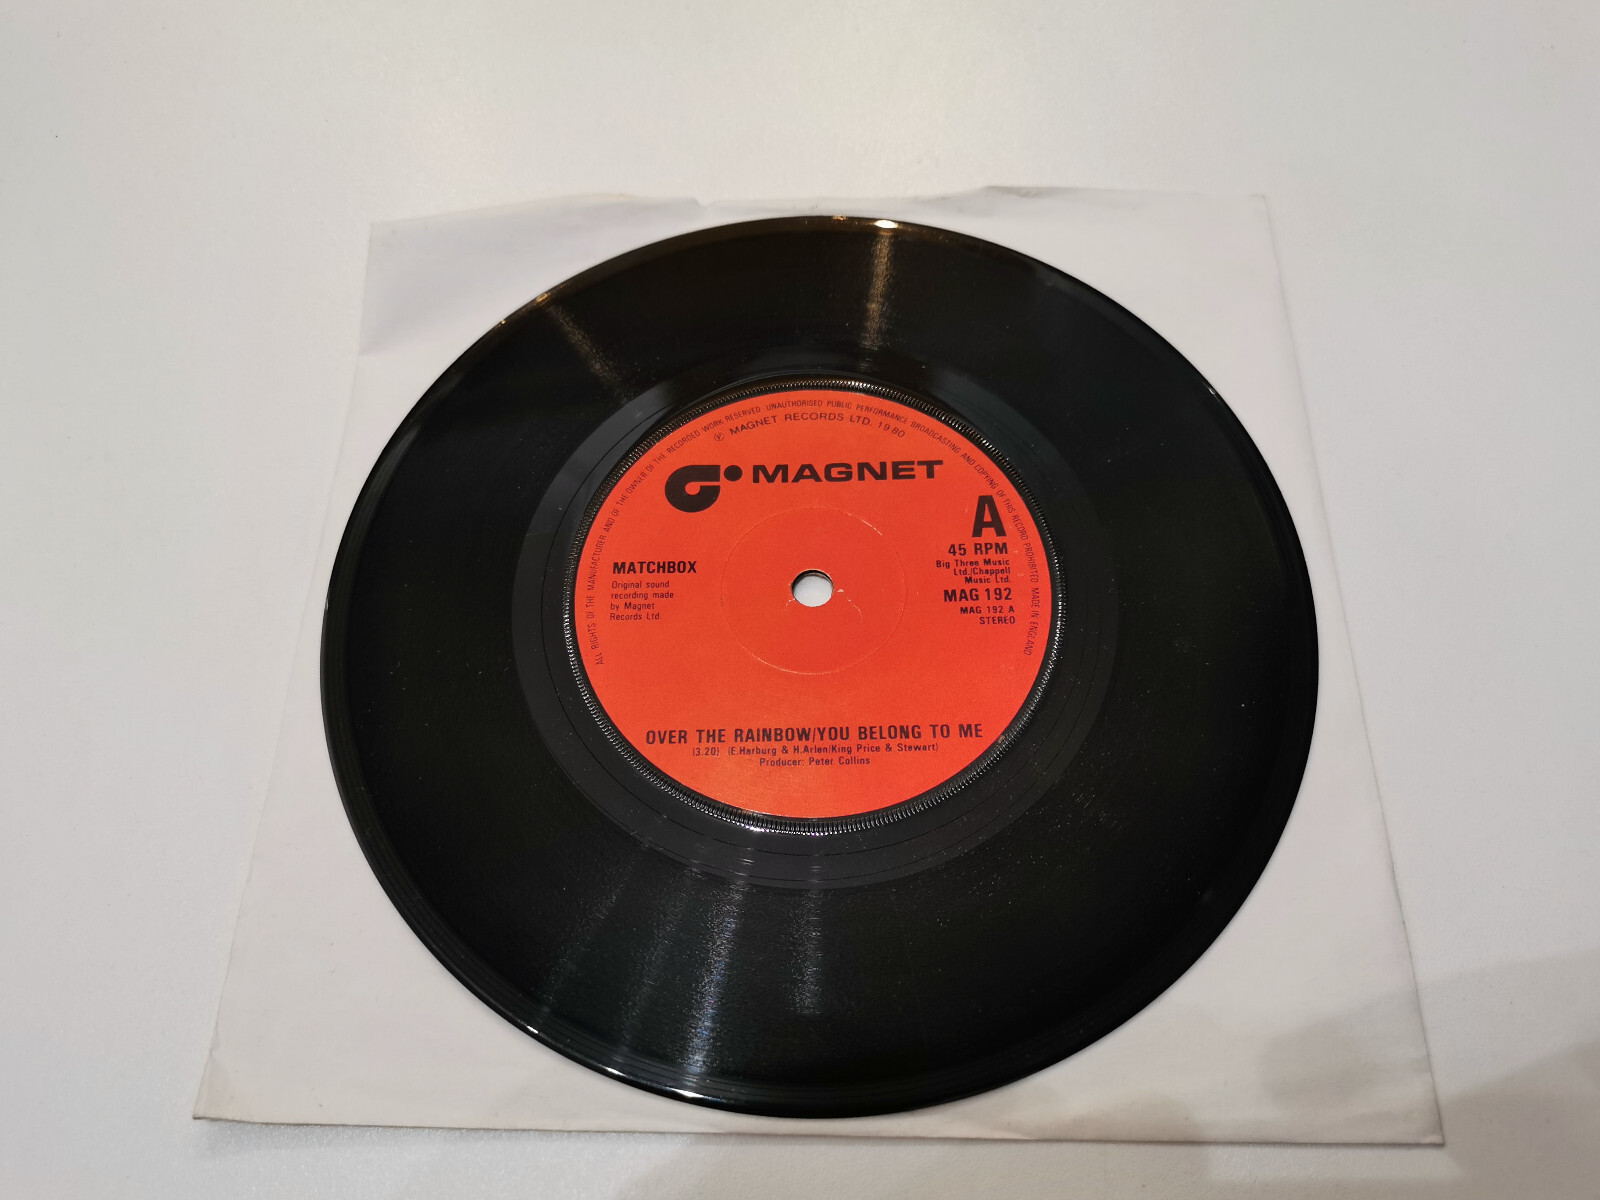 ALL RIGHTS OF THE MANUFACTURER AND OF THE OWNER OF THE RECORDED WORK RESERVED UNAUTHORISED PUBLIC PERFORMANCE BROADCASTING AND COPYING OF THIS RECORD PROHIBITED MADE IN ENGLAND
℗ MAGNET RECORDS LTD. 1980
MAGNET
A
45 RPM
Big Three Music
Ltd./Chappell
Music Ltd.
MAG 192
MAG 192 A
STEREO
MATCHBOX
Original sound
recording made
by Magnet
Records Ltd.
OVER THE RAINBOW/YOU BELONG TO ME
(3.20) (E.Harburg & H.Arlen/King Price & Stewart)
Producer: Peter Collins